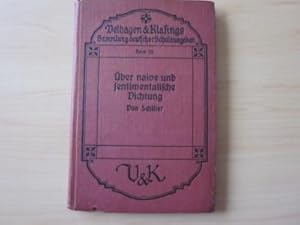 Velhagen & Klasings
Sammlung deutscher Schulausgaben
Über naive und
sentimentalische
Dichtung
Von Schiller
V&K